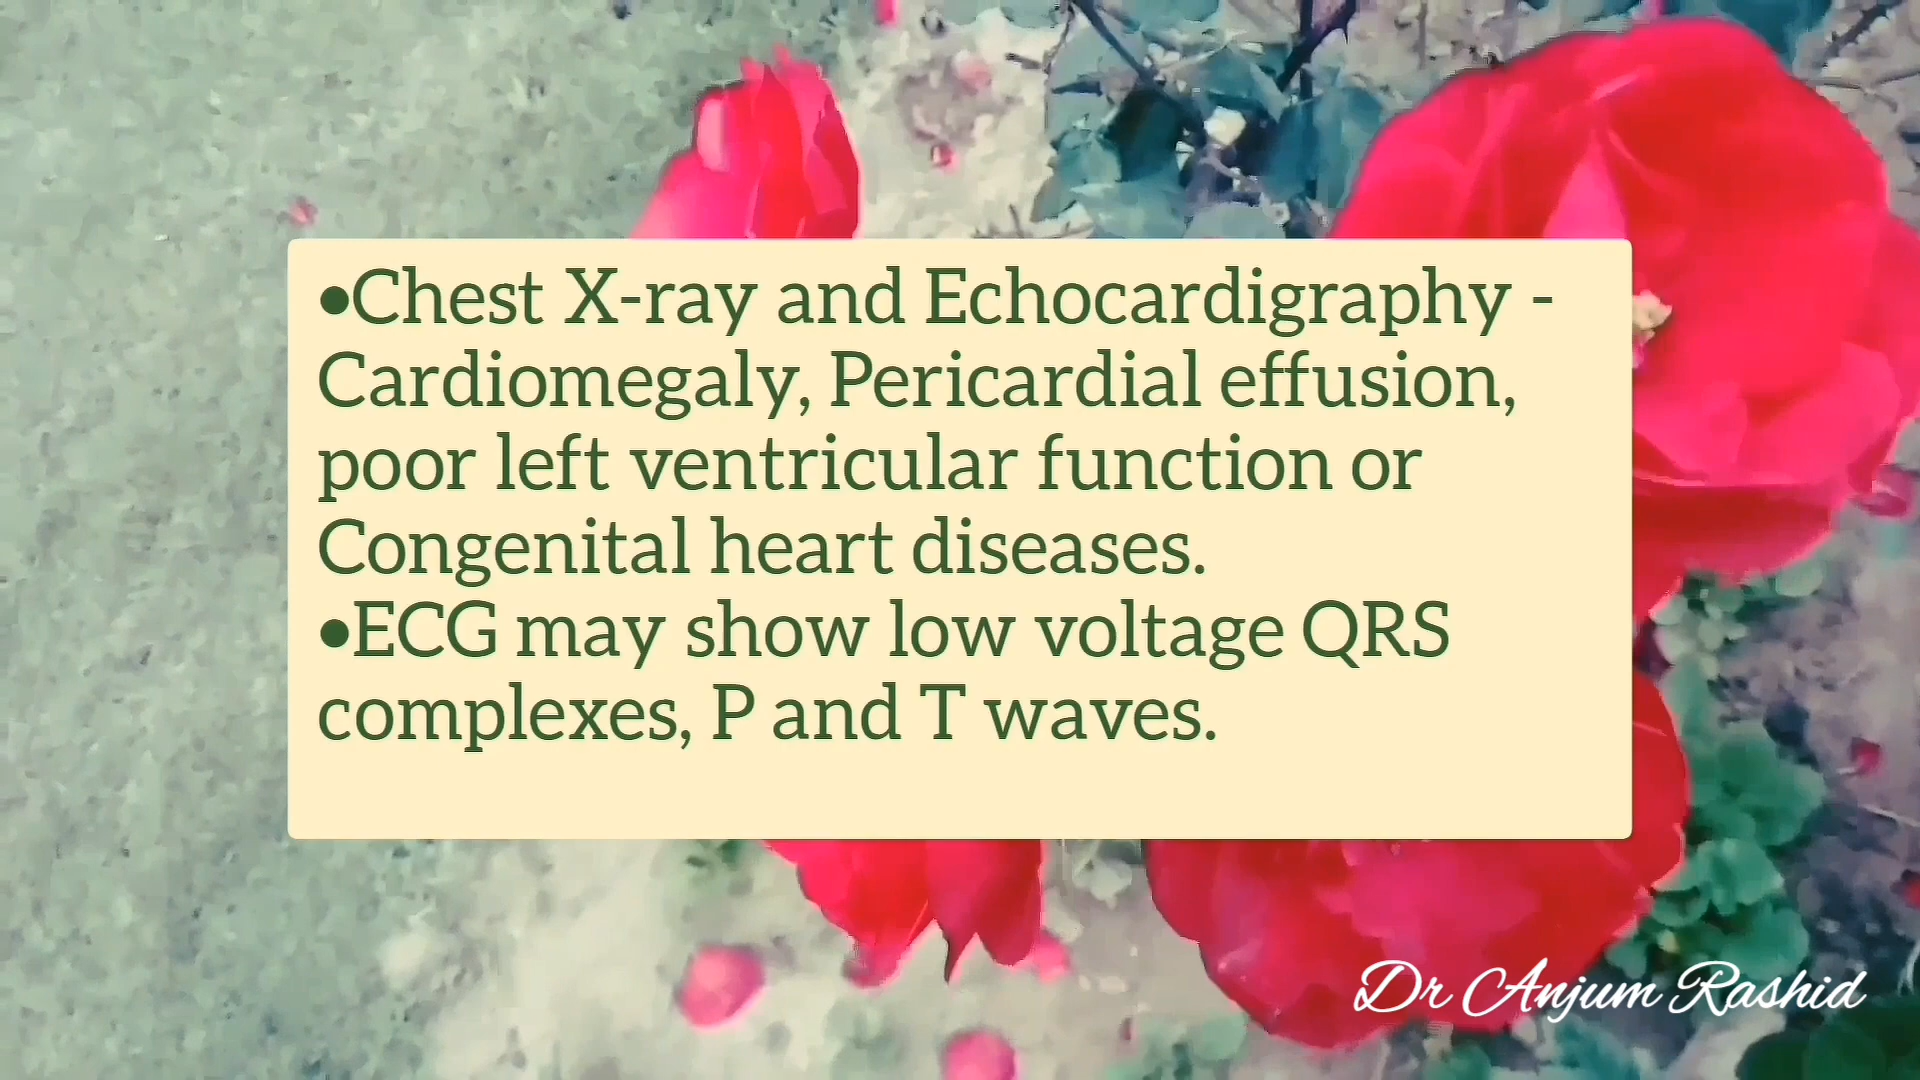 •Chest X-ray and Echocardigraphy -
Cardiomegaly, Pericardial effusion,
poor left ventricular function or
Congenital heart diseases.
•ECG may show low voltage QRS
complexes, P and T waves.
Dr Anjum Rashid